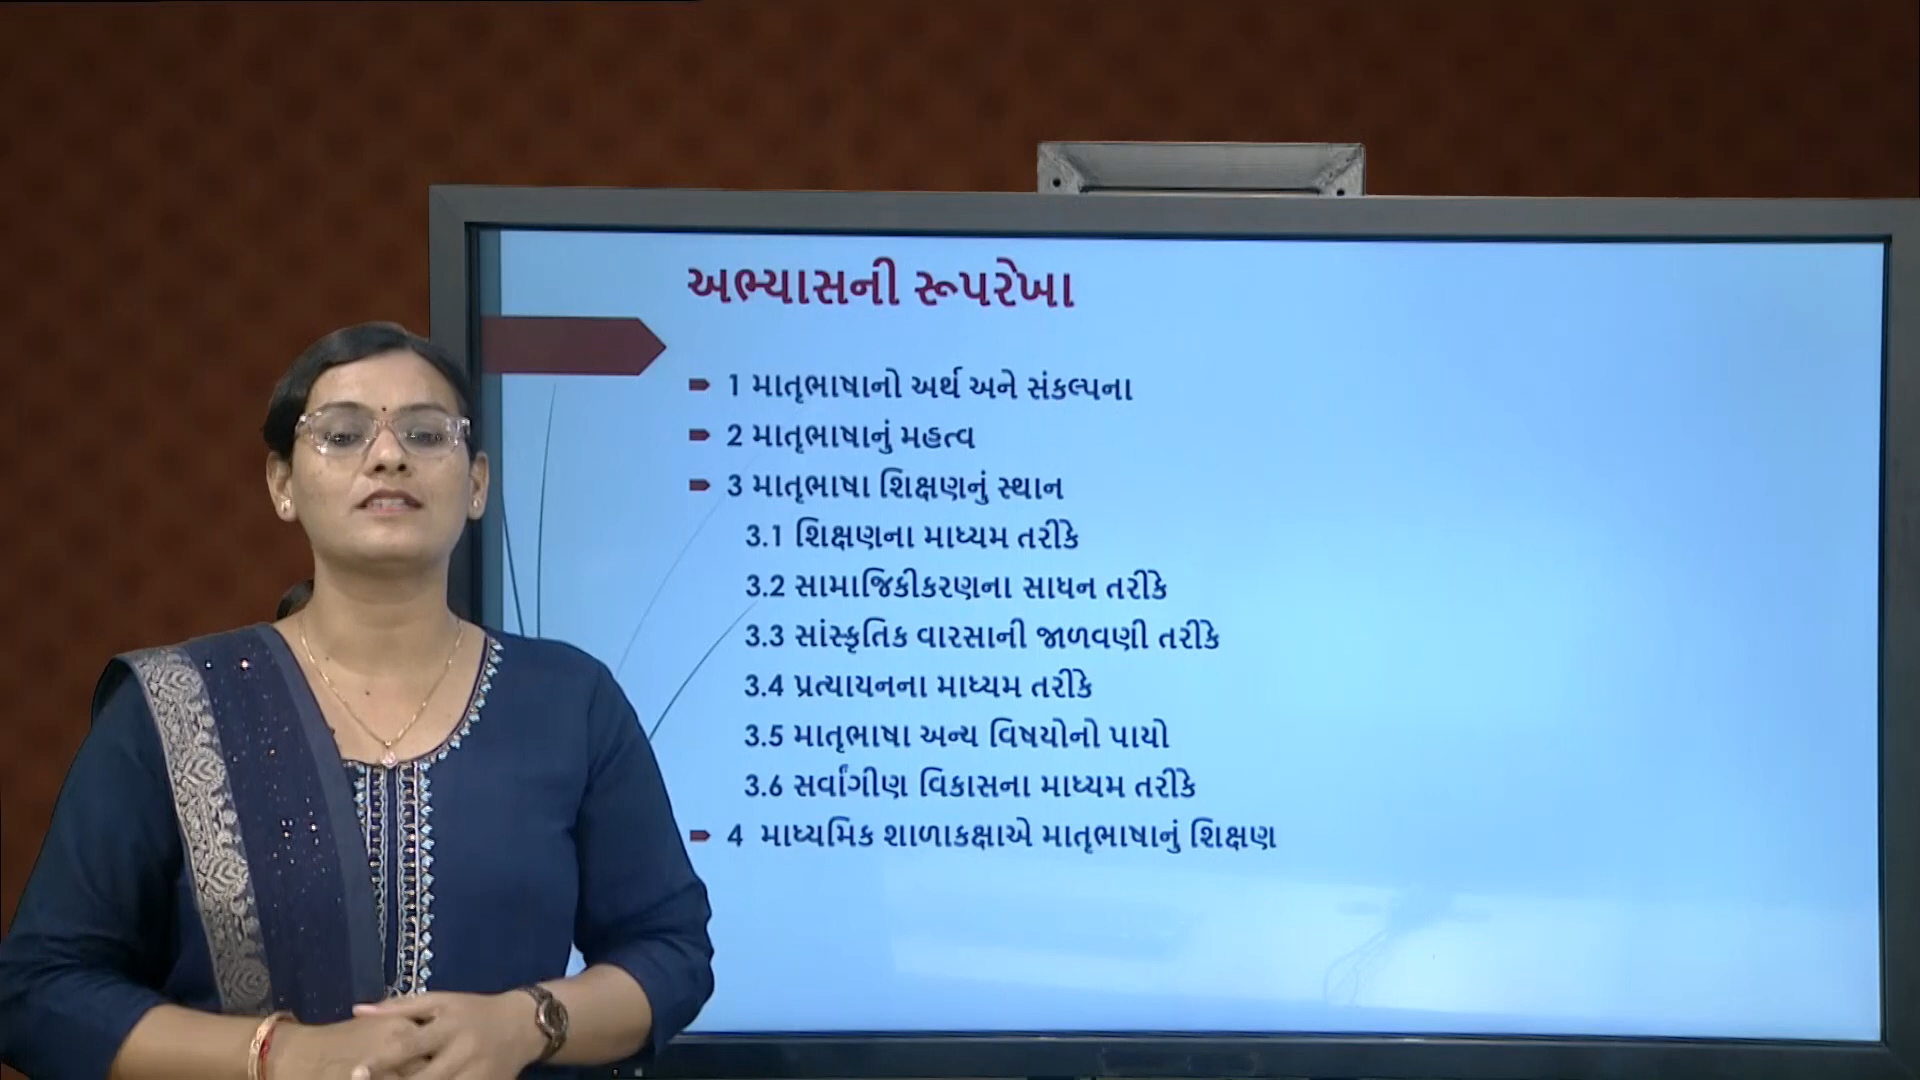 અભ્યાસની રૂપરેખા
1 માતૃભાષાનો અર્થ અને સંકલ્પના
2 માતૃભાષાનું મહત્વ
3 માતૃભાષા શિક્ષણનું સ્થાન
3.1 શિક્ષણના માધ્યમ તરીકે
3.2 સામાજિકીકરણના સાધન તરીકે
3.3 સાંસ્કૃતિક વારસાની જાળવણી તરીકે
3.4 પ્રત્યાયનના માધ્યમ તરીકે
3.5 માતૃભાષા અન્ય વિષયોનો પાયો
3.6 સર્વાંગીણ વિકાસના માધ્યમ તરીકે
4 માધ્યમિક શાળાકક્ષાએ માતૃભાષાનું શિક્ષણ